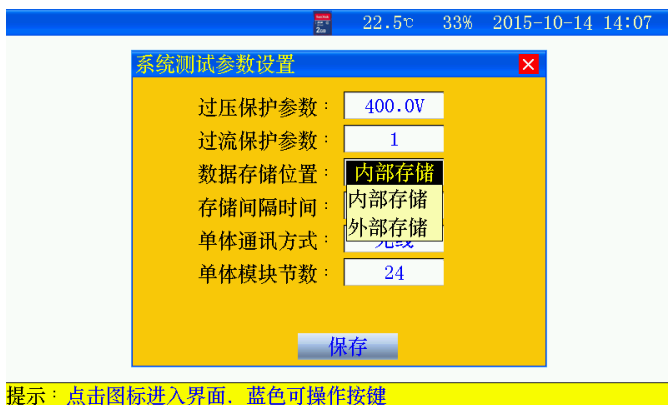 22.5℃ 33% 2015-10-14 14:07
系统测试参数设置
过压保护参数： 400.0V
过流保护参数： 1
数据存储位置： 内部存储
内部存储
存储间隔时间：
外部存储
单体通讯方式： 无线
单体模块节数： 24
保存
提示：点击图标进入界面．蓝色可操作按键